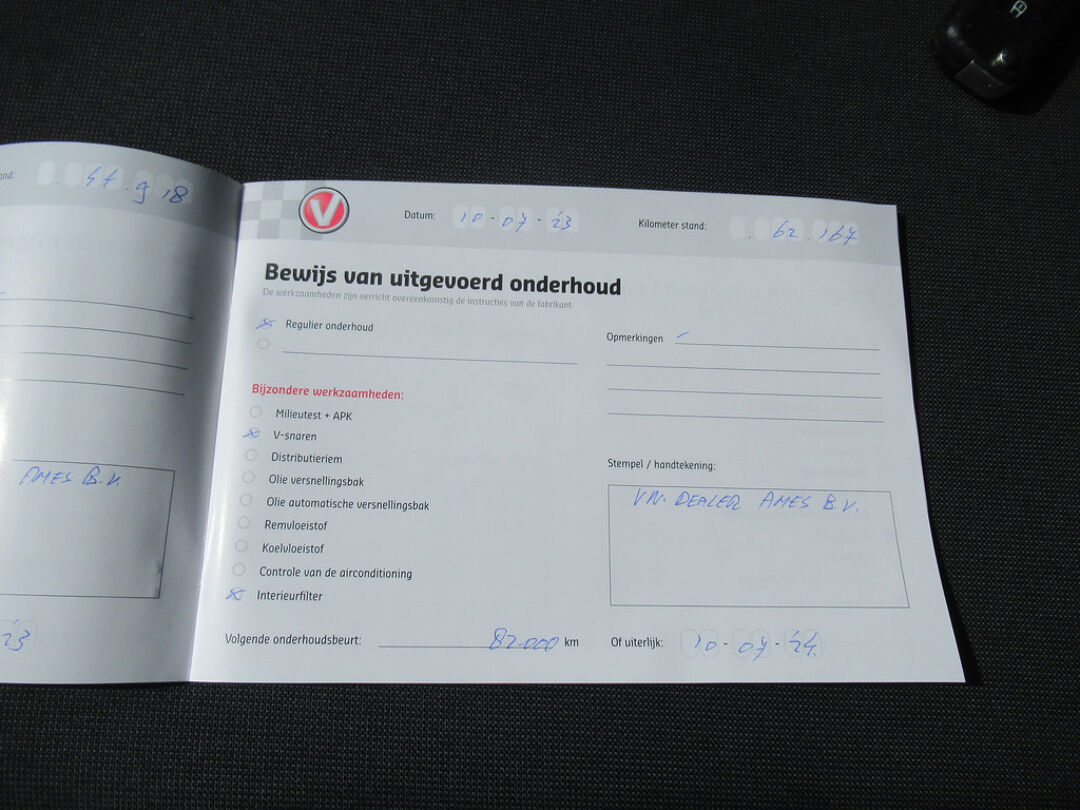 and:
47.918
AMES B.V.
23
V
Datum: 10-07-'23
Kilometer stand: 62.167
Bewijs van uitgevoerd onderhoud
De werkzaamheden zijn verricht overeenkomstig de instructies van de fabrikant.
Regulier onderhoud
Opmerkingen
Bijzondere werkzaamheden:
Milieutest + APK
V-snaren
Distributieriem
Olie versnellingsbak
Olie automatische versnellingsbak
Remvloeistof
Koelvloeistof
Controle van de airconditioning
Interieurfilter
Stempel / handtekening:
VW. DEALER AMES B.V.
Volgende onderhoudsbeurt: 82.000 km
Of uiterlijk: 10-07-'24